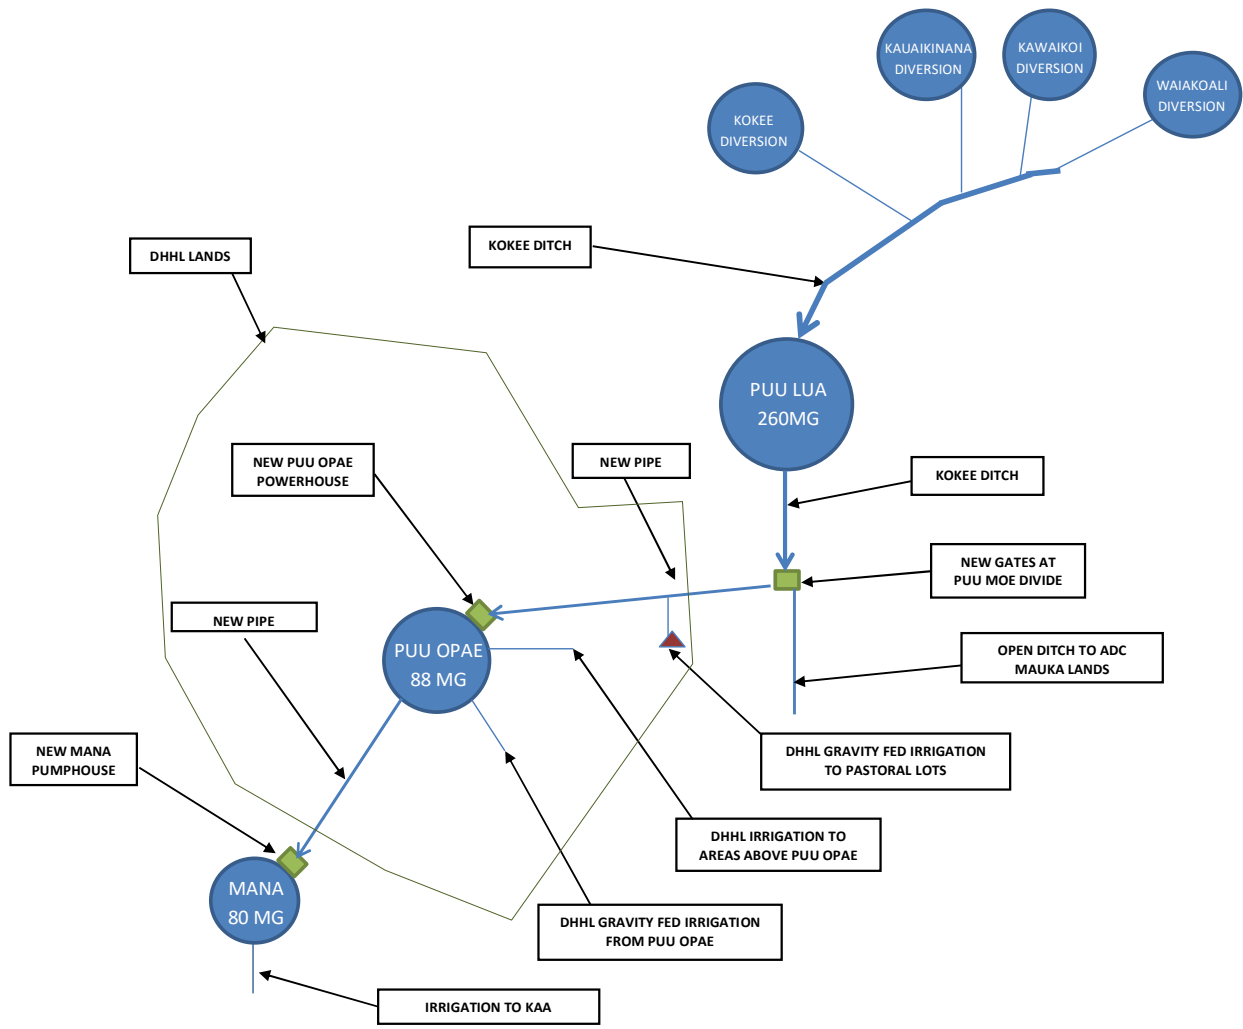 KAUAIKINANA
DIVERSION
KAWAIKOI
DIVERSION
WAIAKOALI
DIVERSION
KOKEE
DIVERSION
KOKEE DITCH
DHHL LANDS
PUU LUA
260MG
NEW PUU OPAE
POWERHOUSE
NEW PIPE
KOKEE DITCH
NEW GATES AT
PUU MOE DIVIDE
NEW PIPE
PUU OPAE
88 MG
OPEN DITCH TO ADC
MAUKA LANDS
NEW MANA
PUMPHOUSE
DHHL GRAVITY FED IRRIGATION
TO PASTORAL LOTS
DHHL IRRIGATION TO
AREAS ABOVE PUU OPAE
MANA
80 MG
DHHL GRAVITY FED IRRIGATION
FROM PUU OPAE
IRRIGATION TO KAA